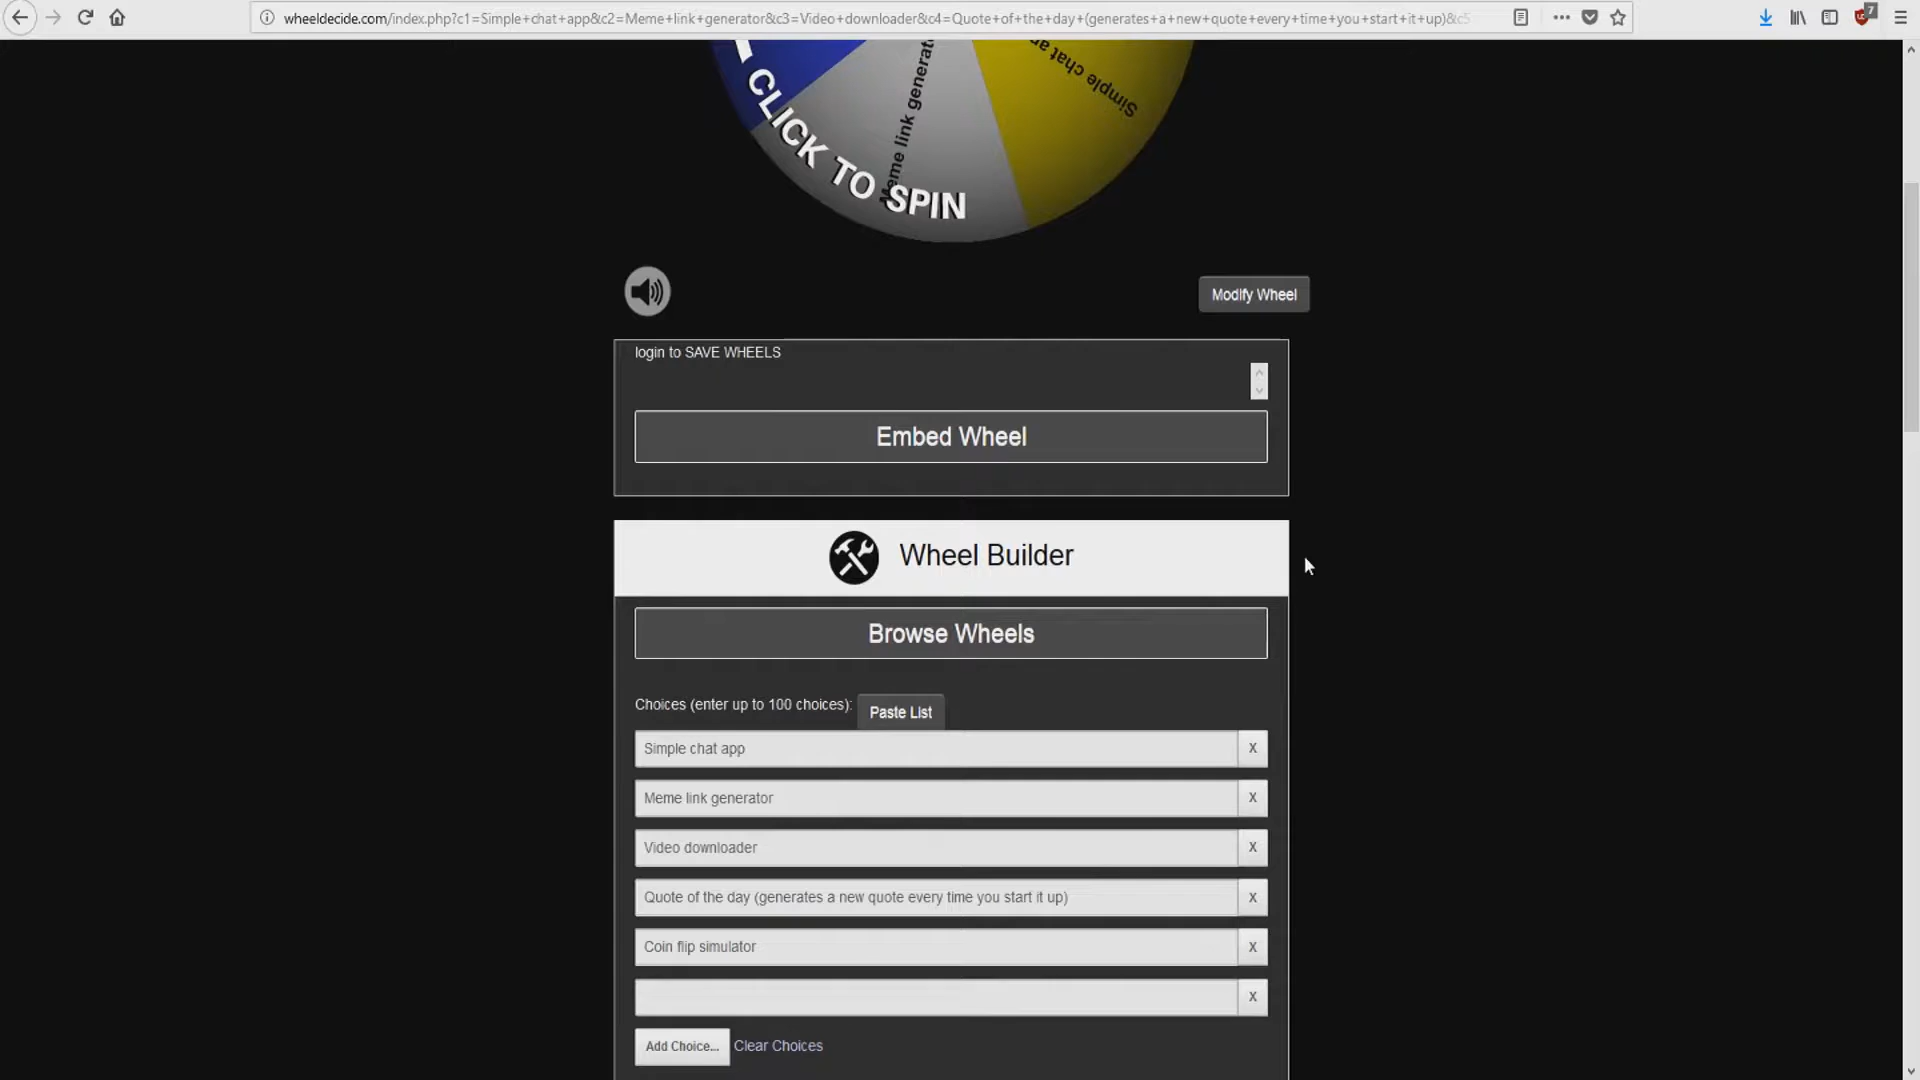 wheeldecide.com/index.php?c1=Simple+chat+app&c2=Meme+link+generator&c3=Video+downloader&c4=Quote+of+the+day+(generates+a+new+quote+every+time+you+start+it+up)&c5
7
Simple chat ap
Meme link generat
CLICK TO SPIN
Modify Wheel
login to SAVE WHEELS
Embed Wheel
Wheel Builder
Browse Wheels
Choices (enter up to 100 choices): Paste List
Simple chat app X
Meme link generator X
Video downloader X
Quote of the day (generates a new quote every time you start it up) X
Coin flip simulator X
X
Add Choice... Clear Choices